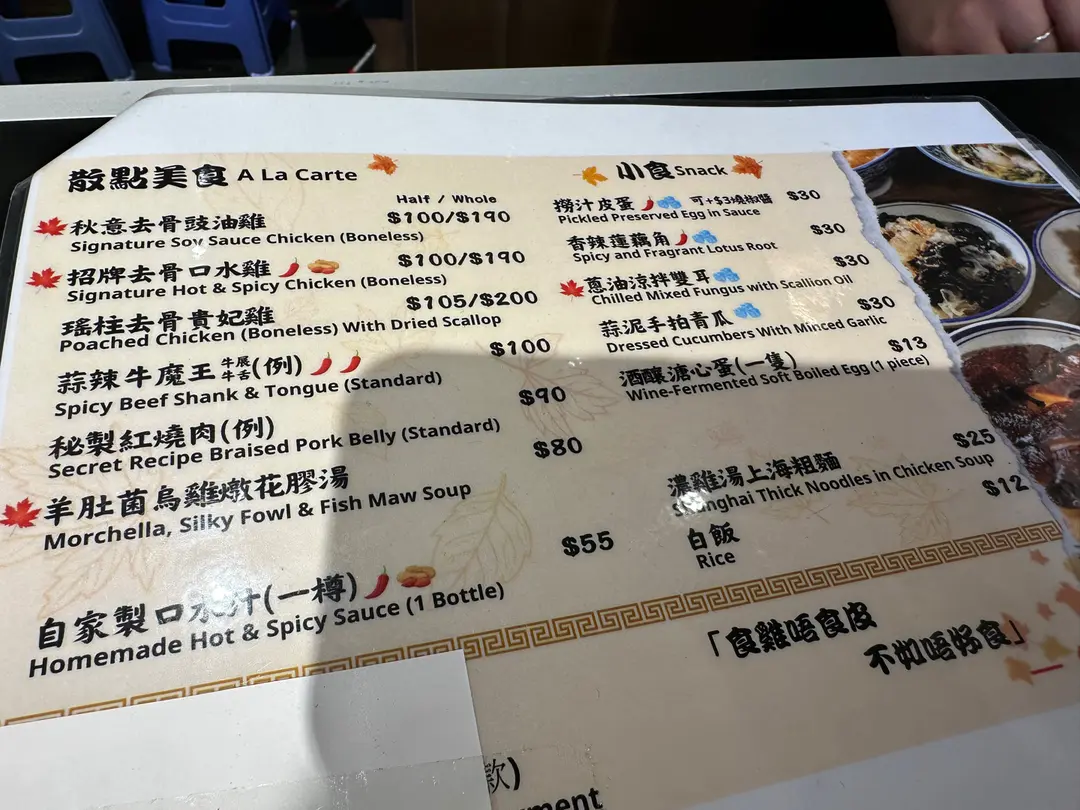 散點美食 A La Carte
Half / Whole
秋意去骨豉油雞 $100/$190
Signature Soy Sauce Chicken (Boneless)
招牌去骨口水雞 $100/$190
Signature Hot & Spicy Chicken (Boneless)
瑤柱去骨貴妃雞 $105/$200
Poached Chicken (Boneless) With Dried Scallop
蒜辣牛魔王 牛展 牛舌 (例) $100
Spicy Beef Shank & Tongue (Standard)
秘製紅燒肉(例) $90
Secret Recipe Braised Pork Belly (Standard)
羊肚菌烏雞燉花膠湯 $80
Morchella, Silky Fowl & Fish Maw Soup
自家製口水汁(一樽) $55
Homemade Hot & Spicy Sauce (1 Bottle)
小食 Snack
撈汁皮蛋 可+$3燒椒醬 $30
Pickled Preserved Egg in Sauce
香辣蓮藕角 $30
Spicy and Fragrant Lotus Root
蔥油涼拌雙耳 $30
Chilled Mixed Fungus with Scallion Oil
蒜泥手拍青瓜 $30
Dressed Cucumbers With Minced Garlic
酒釀溏心蛋(一隻) $13
Wine-Fermented Soft Boiled Egg (1 piece)
濃雞湯上海粗麵 $25
Shanghai Thick Noodles in Chicken Soup
白飯 $12
Rice
「食雞唔食皮
不如唔好食」
款)
ment